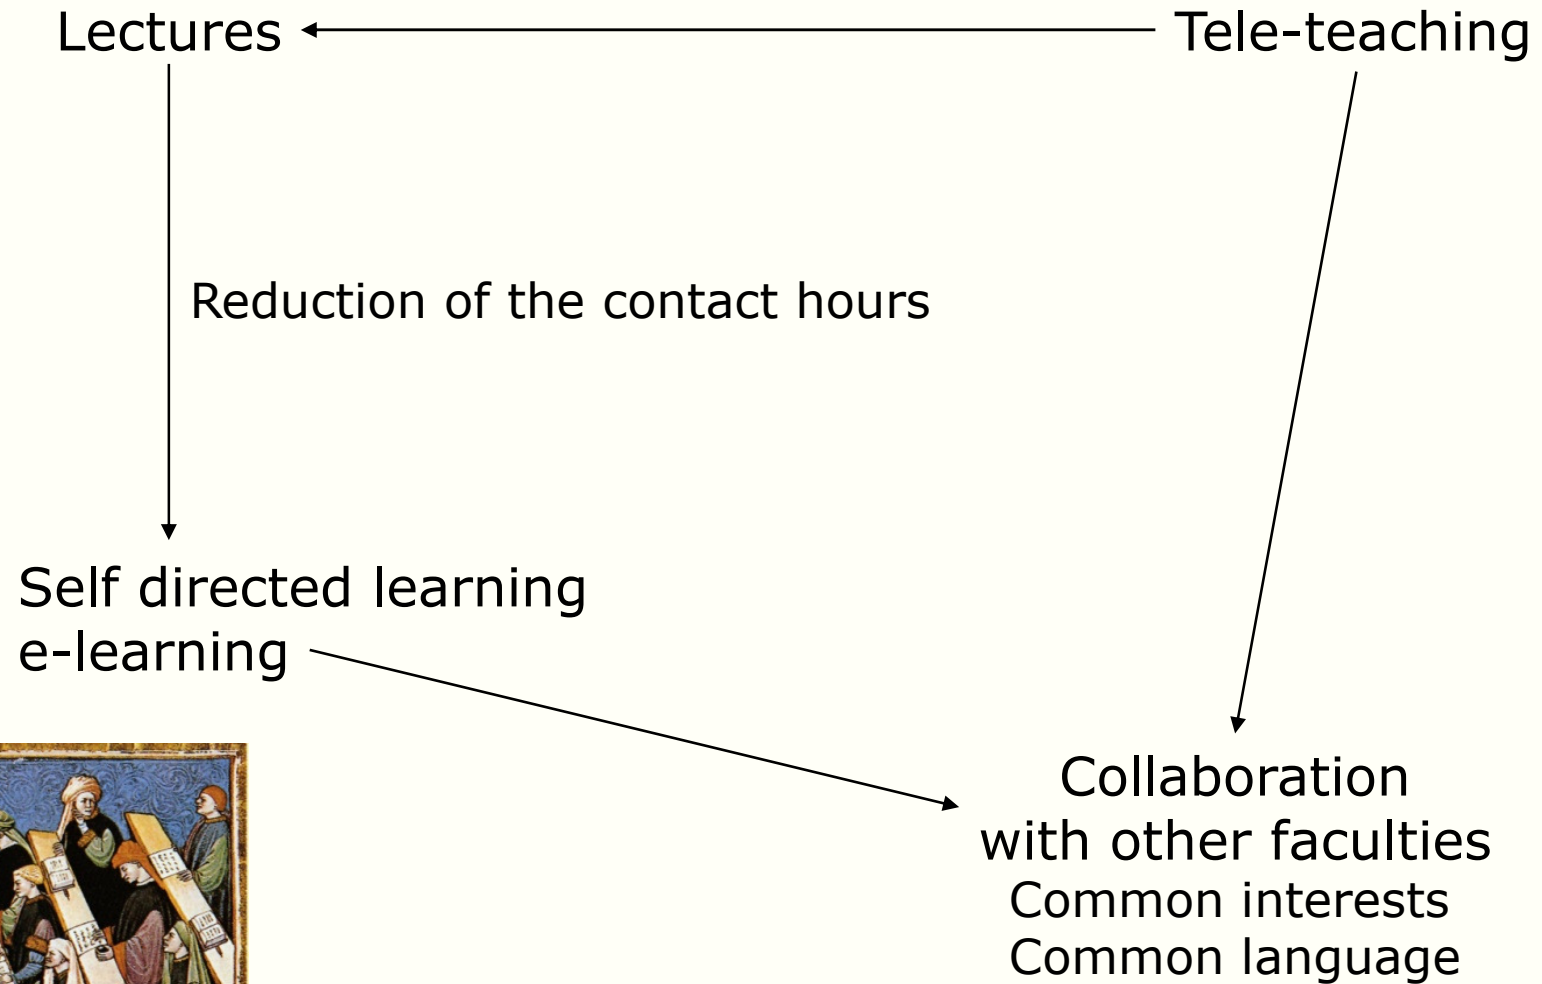 Lectures
Tele-teaching
Reduction of the contact hours
Self directed learning
e-learning
Collaboration
with other faculties
Common interests
Common language